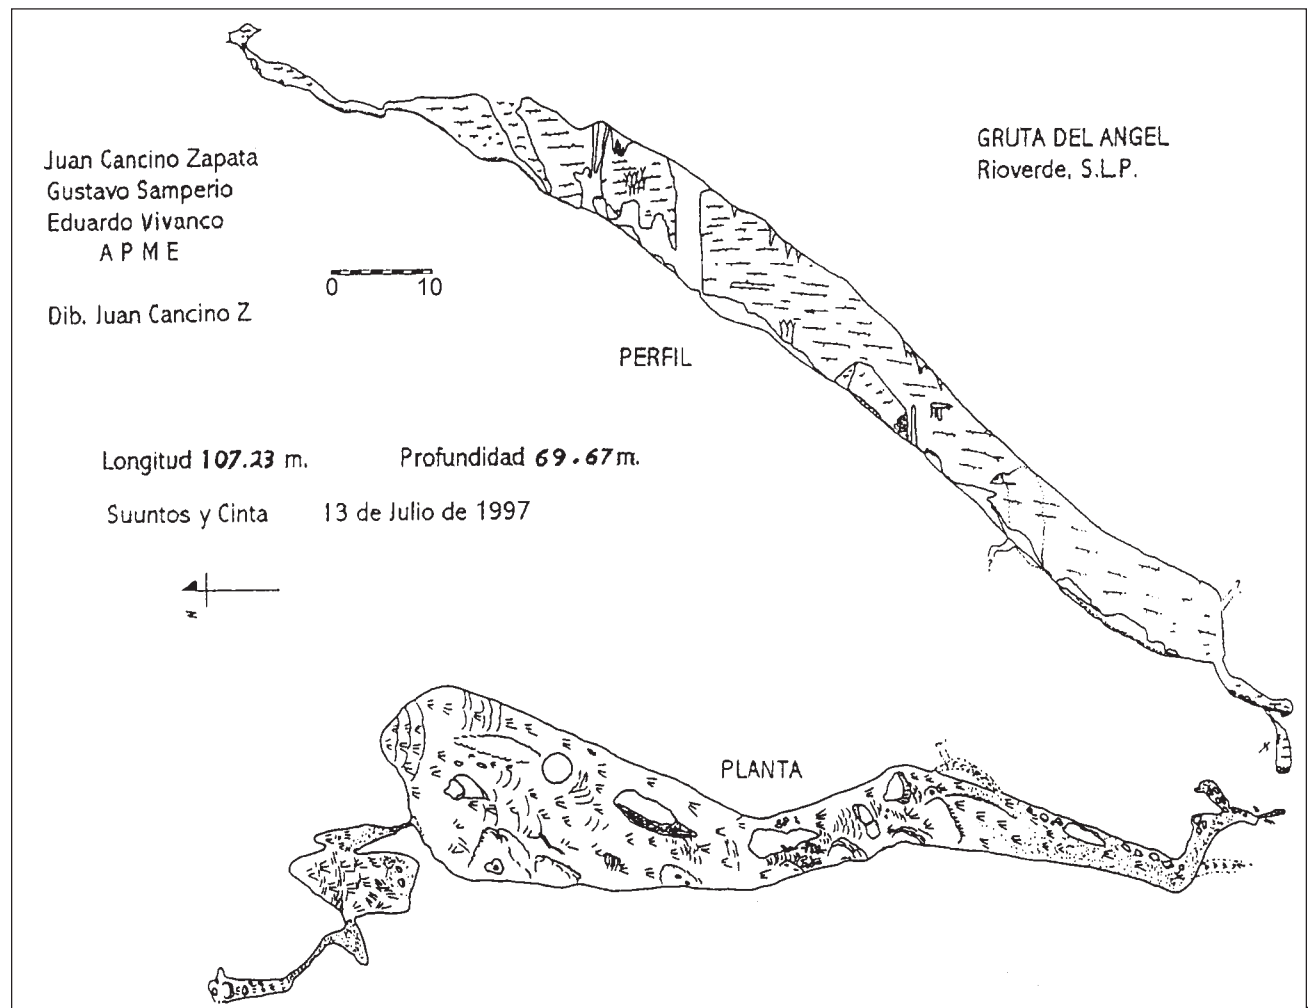 GRUTA DEL ANGEL
Rioverde, S.L.P.
Juan Cancino Zapata
Gustavo Samperio
Eduardo Vivanco
A P M E
Dib. Juan Cancino Z
0 10
PERFIL
Longitud 107.23 m. Profundidad 69.67 m.
Suuntos y Cinta 13 de Julio de 1997
N
?
?
PLANTA